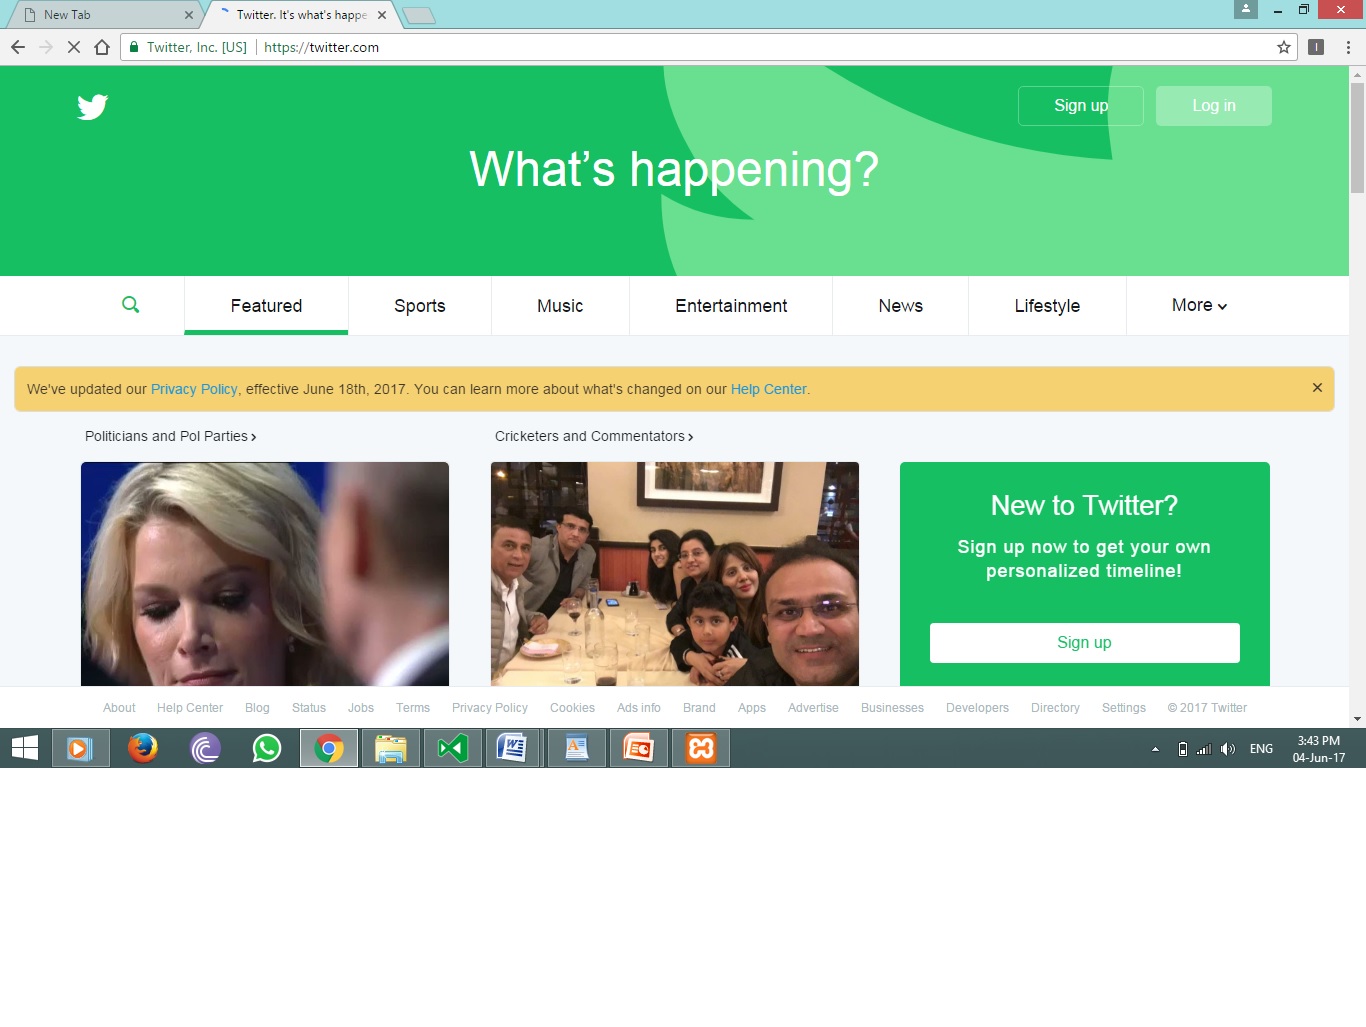 New Tab
Twitter. It's what's happe
Twitter, Inc. [US] https://twitter.com
Sign up
Log in
What's happening?
Featured
Sports
Music
Entertainment
News
Lifestyle
More
We've updated our Privacy Policy, effective June 18th, 2017. You can learn more about what's changed on our Help Center.
Politicians and Pol Parties
Cricketers and Commentators
New to Twitter?
Sign up now to get your own
personalized timeline!
Sign up
About Help Center Blog Status Jobs Terms Privacy Policy Cookies Ads info Brand Apps Advertise Businesses Developers Directory Settings © 2017 Twitter
ENG
3:43 PM
04-Jun-17